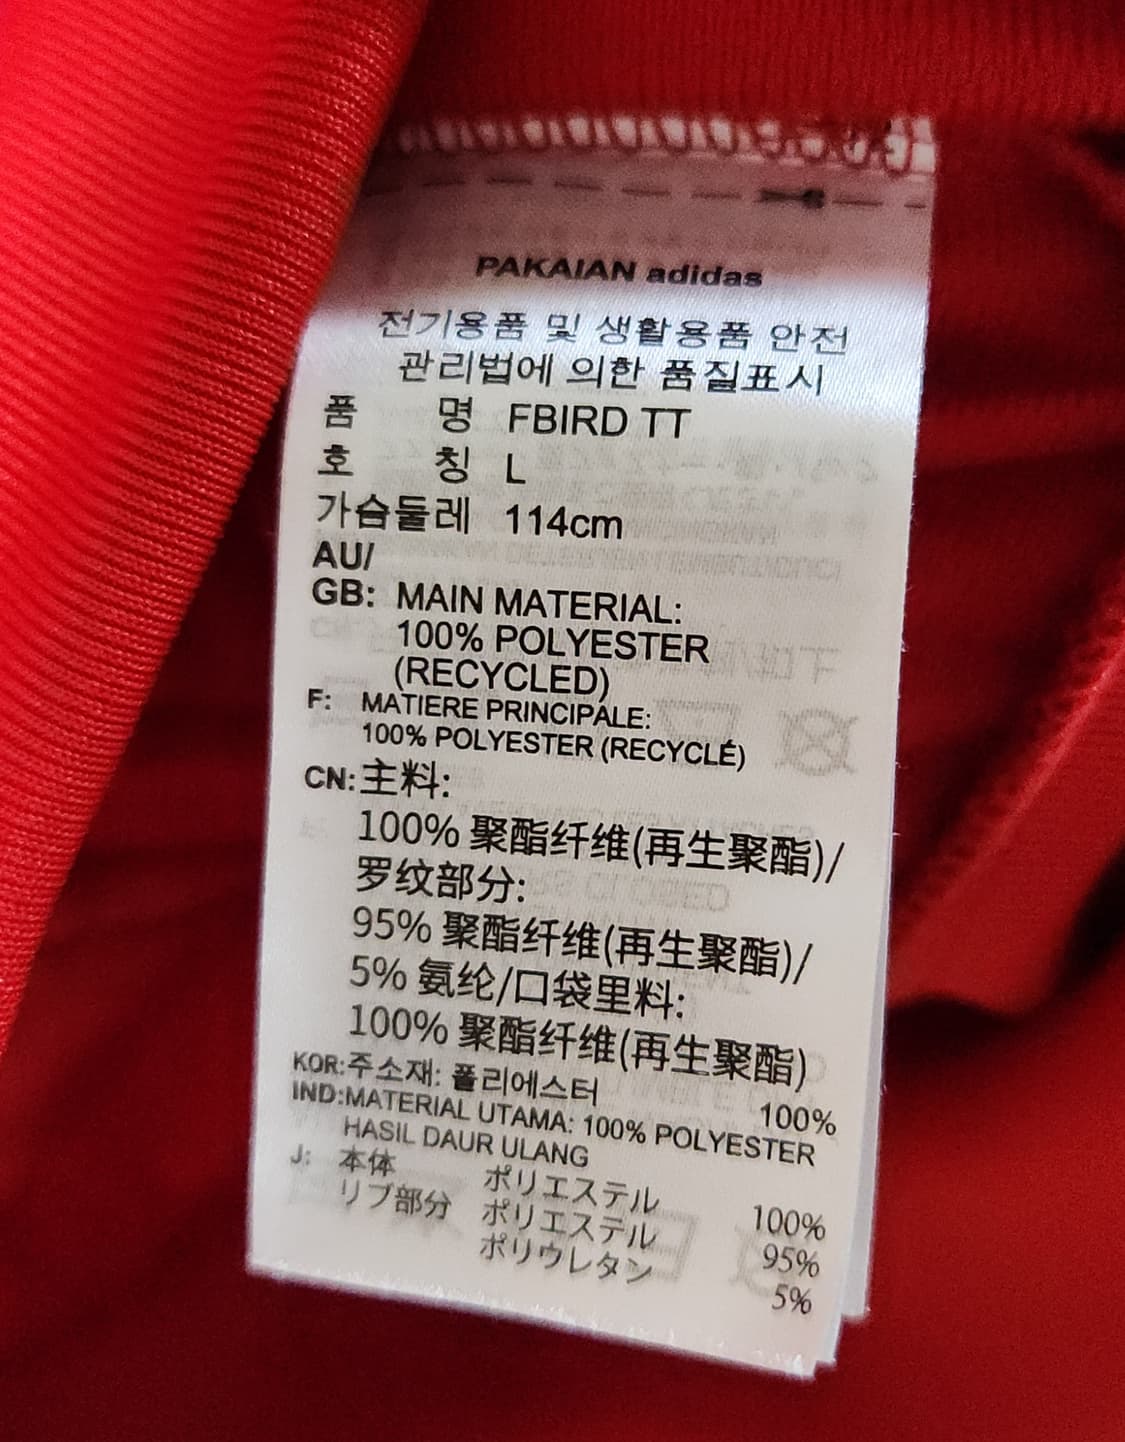 PAKAIAN adidas
전기용품 및 생활용품 안전
관리법에 의한 품질표시
품 명 FBIRD TT
호 칭 L
가슴둘레 114cm
AU/
GB: MAIN MATERIAL:
100% POLYESTER
(RECYCLED)
F: MATIERE PRINCIPALE:
100% POLYESTER (RECYCLÉ)
CN: 主料:
100% 聚酯纤维(再生聚酯)/
罗纹部分:
95% 聚酯纤维(再生聚酯)/
5% 氨纶/口袋里料:
100% 聚酯纤维(再生聚酯)
KOR:주소재: 폴리에스터 100%
IND:MATERIAL UTAMA: 100% POLYESTER
HASIL DAUR ULANG
J: 本体 ポリエステル 100%
リブ部分 ポリエステル 95%
ポリウレタン 5%